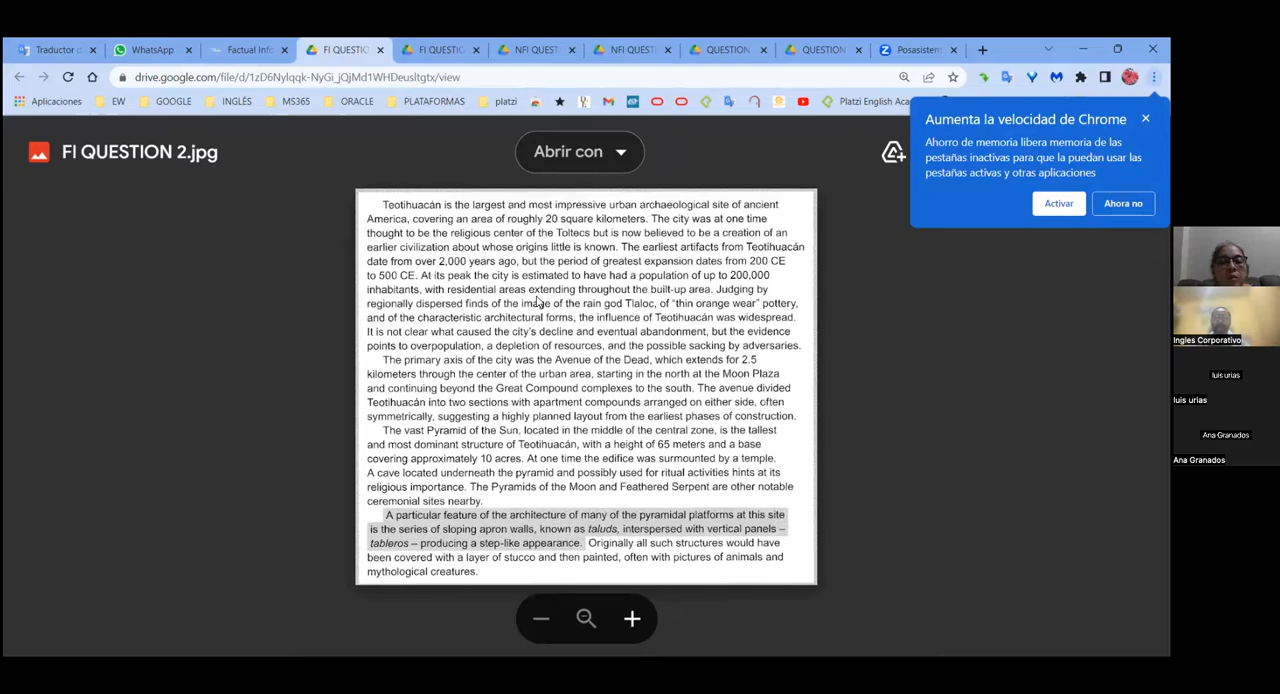 Traductor d
WhatsApp
Factual Info
FI QUESTIO
FI QUESTIO
NFI QUEST
NFI QUEST
QUESTION
QUESTION
Posasistem
drive.google.com/file/d/1zD6Nylqqk-NyGi_jQjMd1WHDeusltgtx/view
Aplicaciones
EW
GOOGLE
INGLÉS
MS365
ORACLE
PLATAFORMAS
platzi
Platzi English Aca
Aumenta la velocidad de Chrome
Ahorro de memoria libera memoria de las
pestañas inactivas para que la puedan usar las
pestañas activas y otras aplicaciones
Activar
Ahora no
FI QUESTION 2.jpg
Abrir con
Teotihuacán is the largest and most impressive urban archaeological site of ancient
America, covering an area of roughly 20 square kilometers. The city was at one time
thought to be the religious center of the Toltecs but is now believed to be a creation of an
earlier civilization about whose origins little is known. The earliest artifacts from Teotihuacán
date from over 2,000 years ago, but the period of greatest expansion dates from 200 CE
to 500 CE. At its peak the city is estimated to have had a population of up to 200,000
inhabitants, with residential areas extending throughout the built-up area. Judging by
regionally dispersed finds of the image of the rain god Tlaloc, of “thin orange wear” pottery,
and of the characteristic architectural forms, the influence of Teotihuacán was widespread.
It is not clear what caused the city’s decline and eventual abandonment, but the evidence
points to overpopulation, a depletion of resources, and the possible sacking by adversaries.
The primary axis of the city was the Avenue of the Dead, which extends for 2.5
kilometers through the center of the urban area, starting in the north at the Moon Plaza
and continuing beyond the Great Compound complexes to the south. The avenue divided
Teotihuacán into two sections with apartment compounds arranged on either side, often
symmetrically, suggesting a highly planned layout from the earliest phases of construction.
The vast Pyramid of the Sun, located in the middle of the central zone, is the tallest
and most dominant structure of Teotihuacán, with a height of 65 meters and a base
covering approximately 10 acres. At one time the edifice was surmounted by a temple.
A cave located underneath the pyramid and possibly used for ritual activities hints at its
religious importance. The Pyramids of the Moon and Feathered Serpent are other notable
ceremonial sites nearby.
A particular feature of the architecture of many of the pyramidal platforms at this site
is the series of sloping apron walls, known as taluds, interspersed with vertical panels –
tableros – producing a step-like appearance. Originally all such structures would have
been covered with a layer of stucco and then painted, often with pictures of animals and
mythological creatures.
Ingles Corporativo
luis urias
luis urías
Ana Granados
Ana Granados